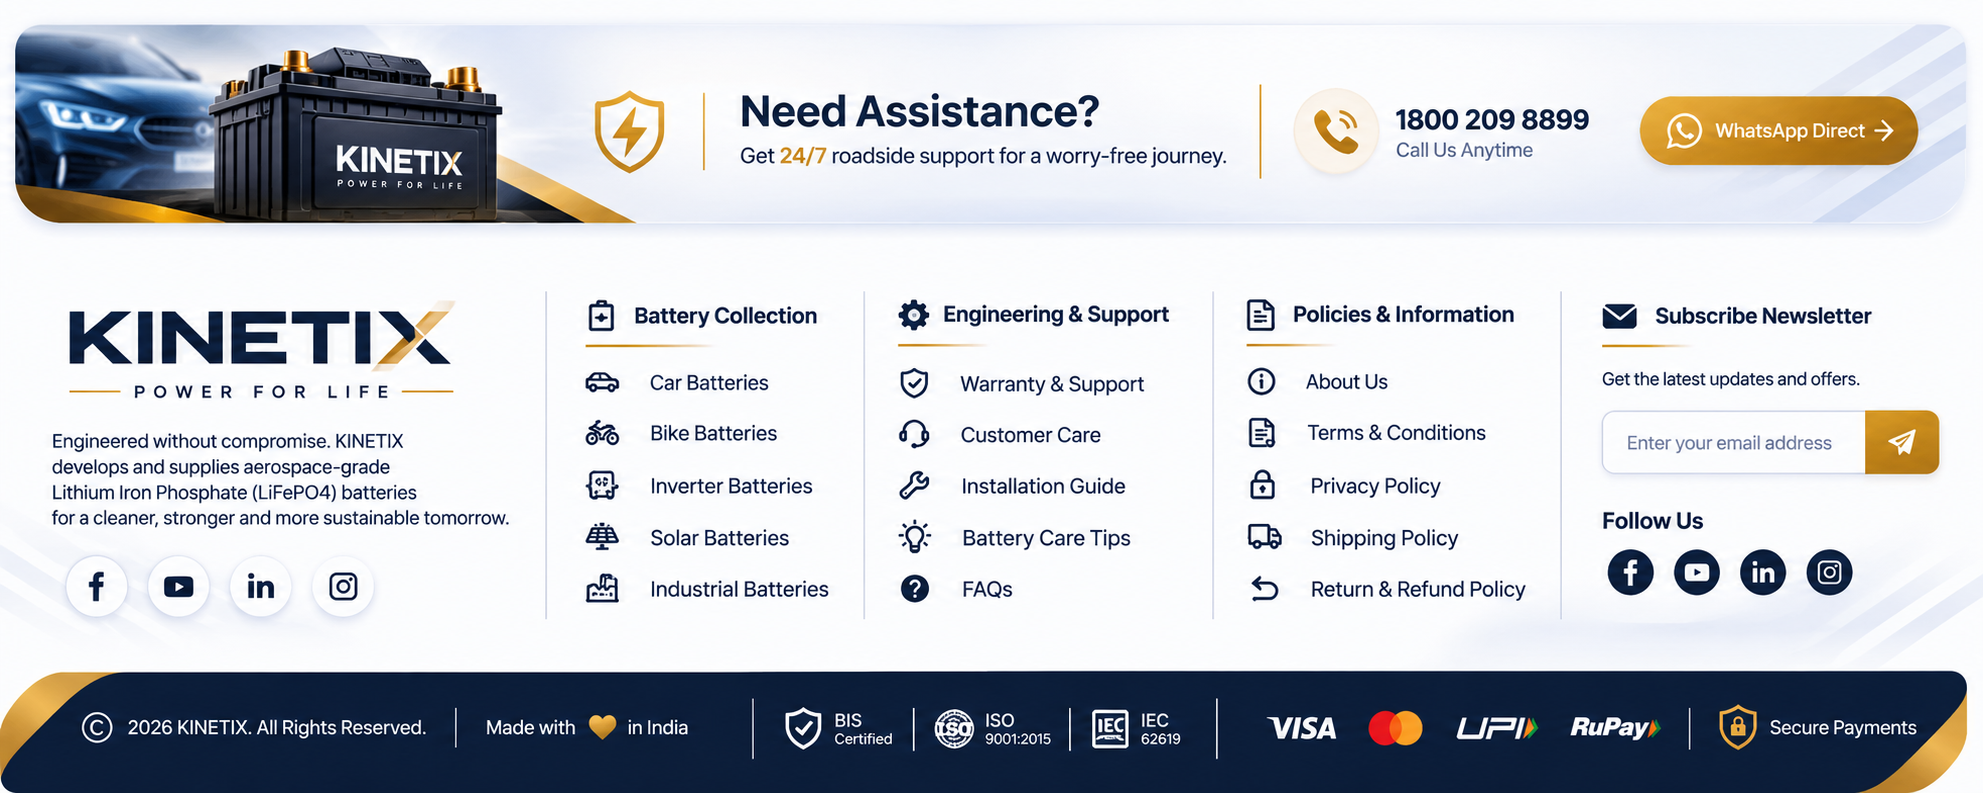 KINETIX
POWER FOR LIFE
Need Assistance?
Get 24/7 roadside support for a worry-free journey.
1800 209 8899
Call Us Anytime
WhatsApp Direct
KINETIX
POWER FOR LIFE
Engineered without compromise. KINETIX
develops and supplies aerospace-grade
Lithium Iron Phosphate (LiFePO4) batteries
for a cleaner, stronger and more sustainable tomorrow.
Battery Collection
Car Batteries
Bike Batteries
Inverter Batteries
Solar Batteries
Industrial Batteries
Engineering & Support
Warranty & Support
Customer Care
Installation Guide
Battery Care Tips
FAQs
Policies & Information
About Us
Terms & Conditions
Privacy Policy
Shipping Policy
Return & Refund Policy
Subscribe Newsletter
Get the latest updates and offers.
Enter your email address
Follow Us
© 2026 KINETIX. All Rights Reserved.
Made with in India
BIS
Certified
ISO
ISO
9001:2015
IEC
IEC
62619
VISA
UPI
RuPay
Secure Payments